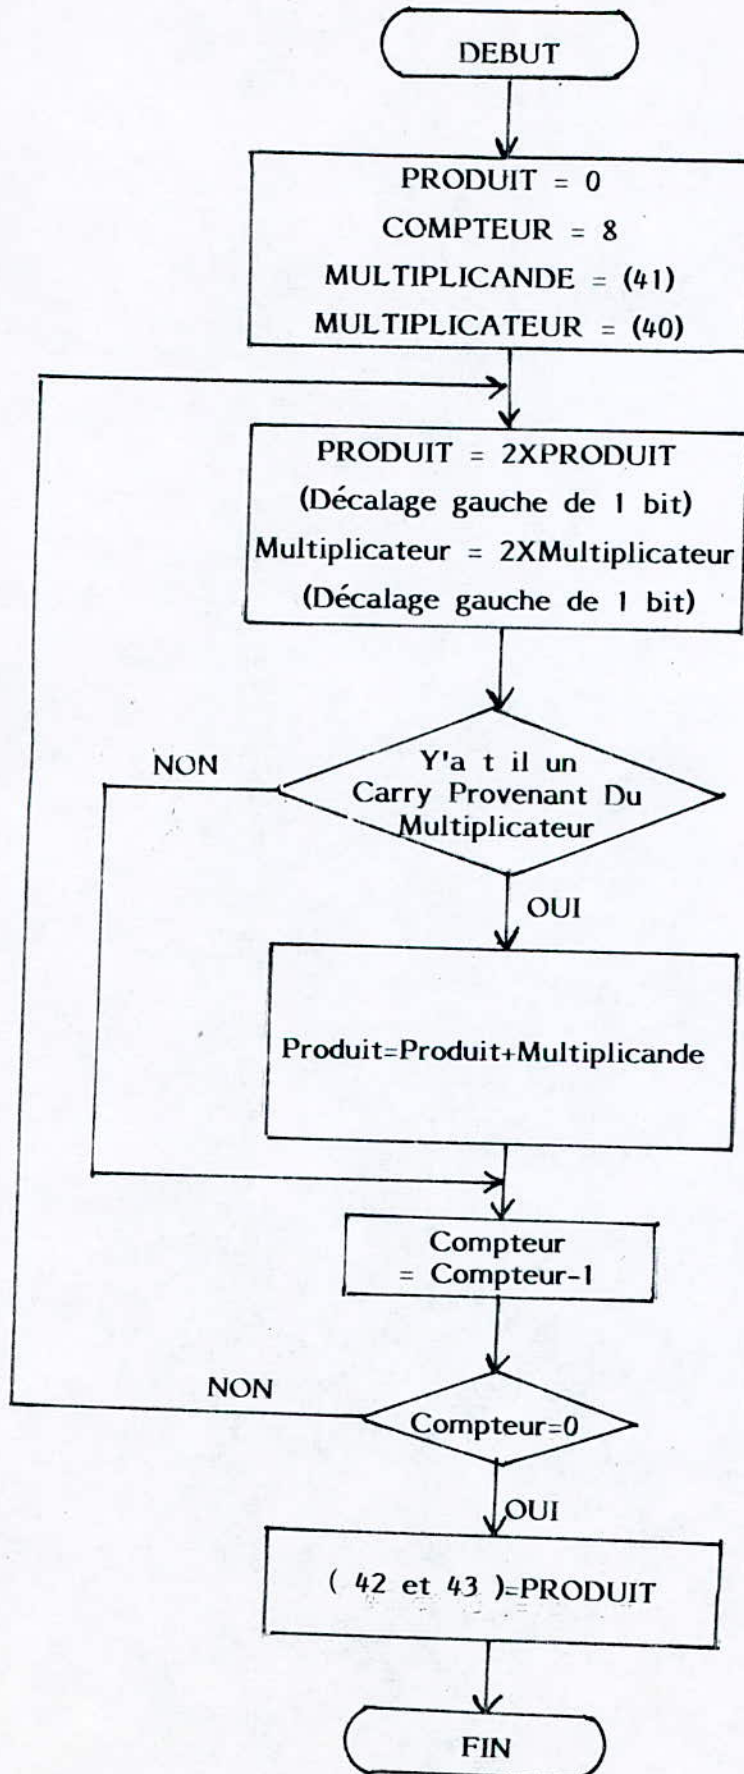 DEBUT
PRODUIT = 0
COMPTEUR = 8
MULTIPLICANDE = (41)
MULTIPLICATEUR = (40)
PRODUIT = 2XPRODUIT
(Décalage gauche de 1 bit)
Multiplicateur = 2XMultiplicateur
(Décalage gauche de 1 bit)
NON
Y'a t il un
Carry Provenant Du
Multiplicateur
OUI
Produit=Produit+Multiplicande
Compteur
= Compteur-1
NON
Compteur=0
OUI
( 42 et 43 )=PRODUIT
FIN